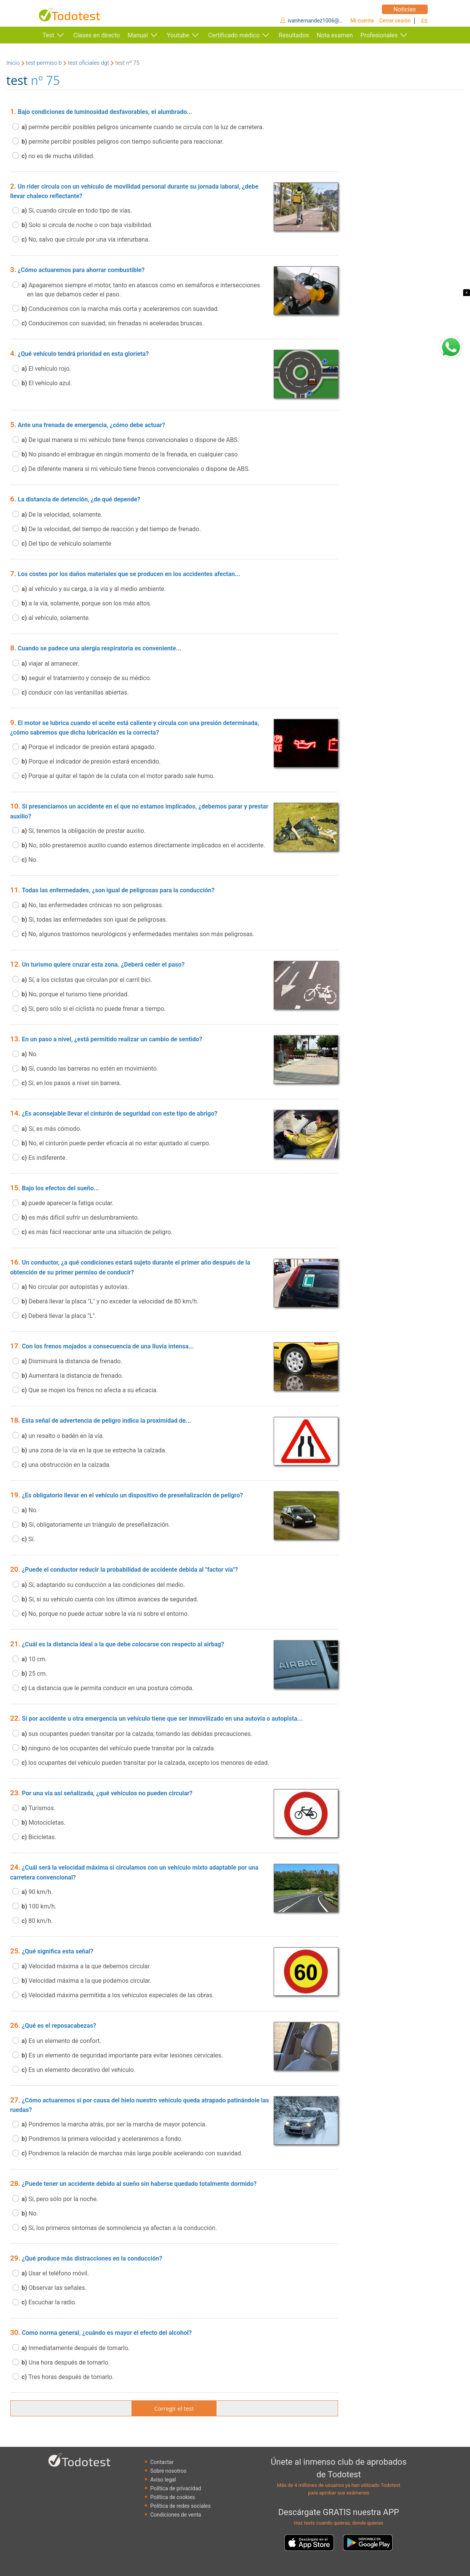 Todotest
Noticias
ivanhernandez1006@...
Mi cuenta
Cerrar sesión
ES
Test
Clases en directo
Manual
Youtube
Certificado médico
Resultados
Nota examen
Profesionales
Inicio > test permiso b > test oficiales dgt > test nº 75
test nº 75
1. Bajo condiciones de luminosidad desfavorables, el alumbrado...
a) permite percibir posibles peligros únicamente cuando se circula con la luz de carretera.
b) permite percibir posibles peligros con tiempo suficiente para reaccionar.
c) no es de mucha utilidad.
2. Un rider circula con un vehículo de movilidad personal durante su jornada laboral, ¿debe
llevar chaleco reflectante?
a) Sí, cuando circule en todo tipo de vías.
b) Solo si circula de noche o con baja visibilidad.
c) No, salvo que circule por una vía interurbana.
3. ¿Cómo actuaremos para ahorrar combustible?
a) Apagaremos siempre el motor, tanto en atascos como en semáforos e intersecciones
en las que debamos ceder el paso.
b) Conduciremos con la marcha más corta y aceleraremos con suavidad.
c) Conduciremos con suavidad, sin frenadas ni aceleradas bruscas.
4. ¿Qué vehículo tendrá prioridad en esta glorieta?
a) El vehículo rojo.
b) El vehículo azul.
5. Ante una frenada de emergencia, ¿cómo debe actuar?
a) De igual manera si mi vehículo tiene frenos convencionales o dispone de ABS.
b) No pisando el embrague en ningún momento de la frenada, en cualquier caso.
c) De diferente manera si mi vehículo tiene frenos convencionales o dispone de ABS.
6. La distancia de detención, ¿de qué depende?
a) De la velocidad, solamente.
b) De la velocidad, del tiempo de reacción y del tiempo de frenado.
c) Del tipo de vehículo solamente
7. Los costes por los daños materiales que se producen en los accidentes afectan...
a) al vehículo y su carga, a la vía y al medio ambiente.
b) a la vía, solamente, porque son los más altos.
c) al vehículo, solamente.
8. Cuando se padece una alergia respiratoria es conveniente...
a) viajar al amanecer.
b) seguir el tratamiento y consejo de su médico.
c) conducir con las ventanillas abiertas.
9. El motor se lubrica cuando el aceite está caliente y circula con una presión determinada,
¿cómo sabremos que dicha lubricación es la correcta?
a) Porque el indicador de presión estará apagado.
b) Porque el indicador de presión estará encendido.
c) Porque al quitar el tapón de la culata con el motor parado sale humo.
10. Si presenciamos un accidente en el que no estamos implicados, ¿debemos parar y prestar
auxilio?
a) Sí, tenemos la obligación de prestar auxilio.
b) No, sólo prestaremos auxilio cuando estemos directamente implicados en el accidente.
c) No.
11. Todas las enfermedades, ¿son igual de peligrosas para la conducción?
a) No, las enfermedades crónicas no son peligrosas.
b) Sí, todas las enfermedades son igual de peligrosas.
c) No, algunos trastornos neurológicos y enfermedades mentales son más peligrosas.
12. Un turismo quiere cruzar esta zona. ¿Deberá ceder el paso?
a) Sí, a los ciclistas que circulan por el carril bici.
b) No, porque el turismo tiene prioridad.
c) Sí, pero sólo si el ciclista no puede frenar a tiempo.
13. En un paso a nivel, ¿está permitido realizar un cambio de sentido?
a) No.
b) Sí, cuando las barreras no estén en movimiento.
c) Sí, en los pasos a nivel sin barrera.
14. ¿Es aconsejable llevar el cinturón de seguridad con este tipo de abrigo?
a) Sí, es más cómodo.
b) No, el cinturón puede perder eficacia al no estar ajustado al cuerpo.
c) Es indiferente.
15. Bajo los efectos del sueño...
a) puede aparecer la fatiga ocular.
b) es más difícil sufrir un deslumbramiento.
c) es más fácil reaccionar ante una situación de peligro.
16. Un conductor, ¿a qué condiciones estará sujeto durante el primer año después de la
obtención de su primer permiso de conducir?
a) No circular por autopistas y autovías.
b) Deberá llevar la placa "L" y no exceder la velocidad de 80 km/h.
c) Deberá llevar la placa "L".
17. Con los frenos mojados a consecuencia de una lluvia intensa...
a) Disminuirá la distancia de frenado.
b) Aumentará la distancia de frenado.
c) Que se mojen los frenos no afecta a su eficacia.
18. Esta señal de advertencia de peligro indica la proximidad de...
a) un resalto o badén en la vía.
b) una zona de la vía en la que se estrecha la calzada.
c) una obstrucción en la calzada.
19. ¿Es obligatorio llevar en el vehículo un dispositivo de preseñalización de peligro?
a) No.
b) Sí, obligatoriamente un triángulo de preseñalización.
c) Sí.
20. ¿Puede el conductor reducir la probabilidad de accidente debida al "factor vía"?
a) Sí, adaptando su conducción a las condiciones del medio.
b) Sí, si su vehículo cuenta con los últimos avances de seguridad.
c) No, porque no puede actuar sobre la vía ni sobre el entorno.
21. ¿Cuál es la distancia ideal a la que debe colocarse con respecto al airbag?
AIRBAG
a) 10 cm.
b) 25 cm.
c) La distancia que le permita conducir en una postura cómoda.
22. Si por accidente u otra emergencia un vehículo tiene que ser inmovilizado en una autovía o autopista...
a) sus ocupantes pueden transitar por la calzada, tomando las debidas precauciones.
b) ninguno de los ocupantes del vehículo puede transitar por la calzada.
c) los ocupantes del vehículo pueden transitar por la calzada, excepto los menores de edad.
23. Por una vía así señalizada, ¿qué vehículos no pueden circular?
a) Turismos.
b) Motocicletas.
c) Bicicletas.
24. ¿Cuál será la velocidad máxima si circulamos con un vehículo mixto adaptable por una
carretera convencional?
a) 90 km/h.
b) 100 km/h.
c) 80 km/h.
25. ¿Qué significa esta señal?
60
a) Velocidad máxima a la que debemos circular.
b) Velocidad máxima a la que podemos circular.
c) Velocidad máxima permitida a los vehículos especiales de las obras.
26. ¿Qué es el reposacabezas?
a) Es un elemento de confort.
b) Es un elemento de seguridad importante para evitar lesiones cervicales.
c) Es un elemento decorativo del vehículo.
27. ¿Cómo actuaremos si por causa del hielo nuestro vehículo queda atrapado patinándole las
ruedas?
a) Pondremos la marcha atrás, por ser la marcha de mayor potencia.
b) Pondremos la primera velocidad y aceleraremos a fondo.
c) Pondremos la relación de marchas más larga posible acelerando con suavidad.
28. ¿Puede tener un accidente debido al sueño sin haberse quedado totalmente dormido?
a) Sí, pero sólo por la noche.
b) No.
c) Sí, los primeros síntomas de somnolencia ya afectan a la conducción.
29. ¿Qué produce más distracciones en la conducción?
a) Usar el teléfono móvil.
b) Observar las señales.
c) Escuchar la radio.
30. Como norma general, ¿cuándo es mayor el efecto del alcohol?
a) Inmediatamente después de tomarlo.
b) Una hora después de tomarlo.
c) Tres horas después de tomarlo.
Corregir el test
Todotest
Contactar
Sobre nosotros
Aviso legal
Política de privacidad
Política de cookies
Política de redes sociales
Condiciones de venta
Únete al inmenso club de aprobados
de Todotest
Más de 4 millones de usuarios ya han utilizado Todotest
para aprobar sus exámenes
Descárgate GRATIS nuestra APP
Haz tests cuando quieras, donde quieras
Descárgalo en el
App Store
DISPONIBLE EN
Google Play